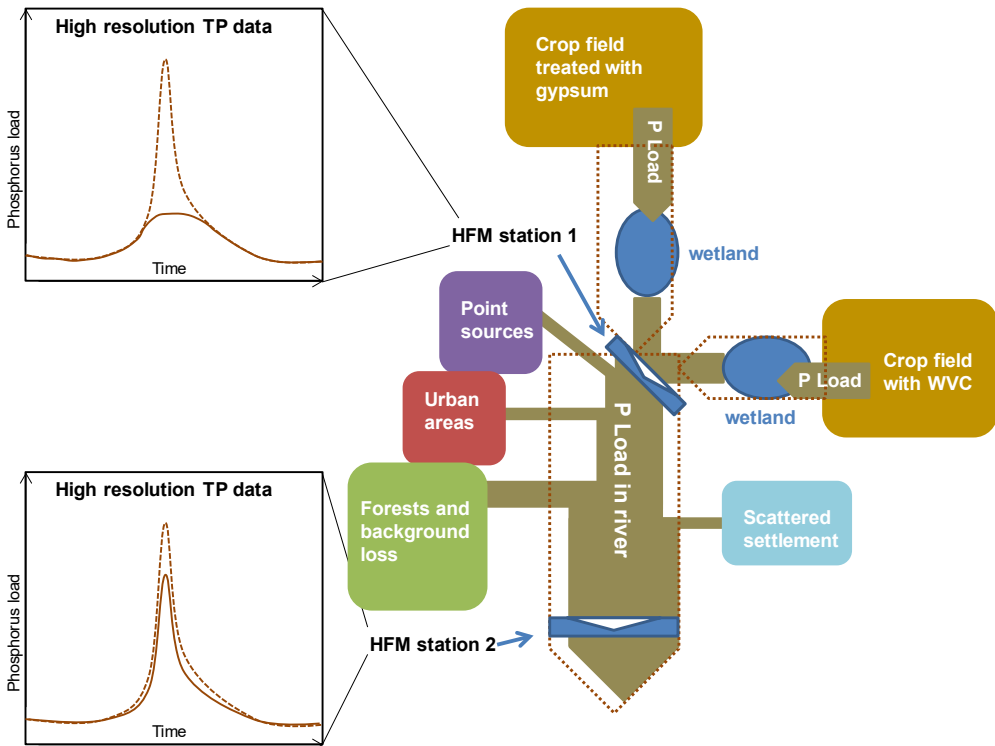 High resolution TP data
Phosphorus load
Time
Crop field
treated with
gypsum
P Load
HFM station 1
wetland
Point
sources
Crop field
with WVC
P Load
wetland
Urban
areas
P Load in river
High resolution TP data
Phosphorus load
Time
Forests and
background
loss
Scattered
settlement
HFM station 2